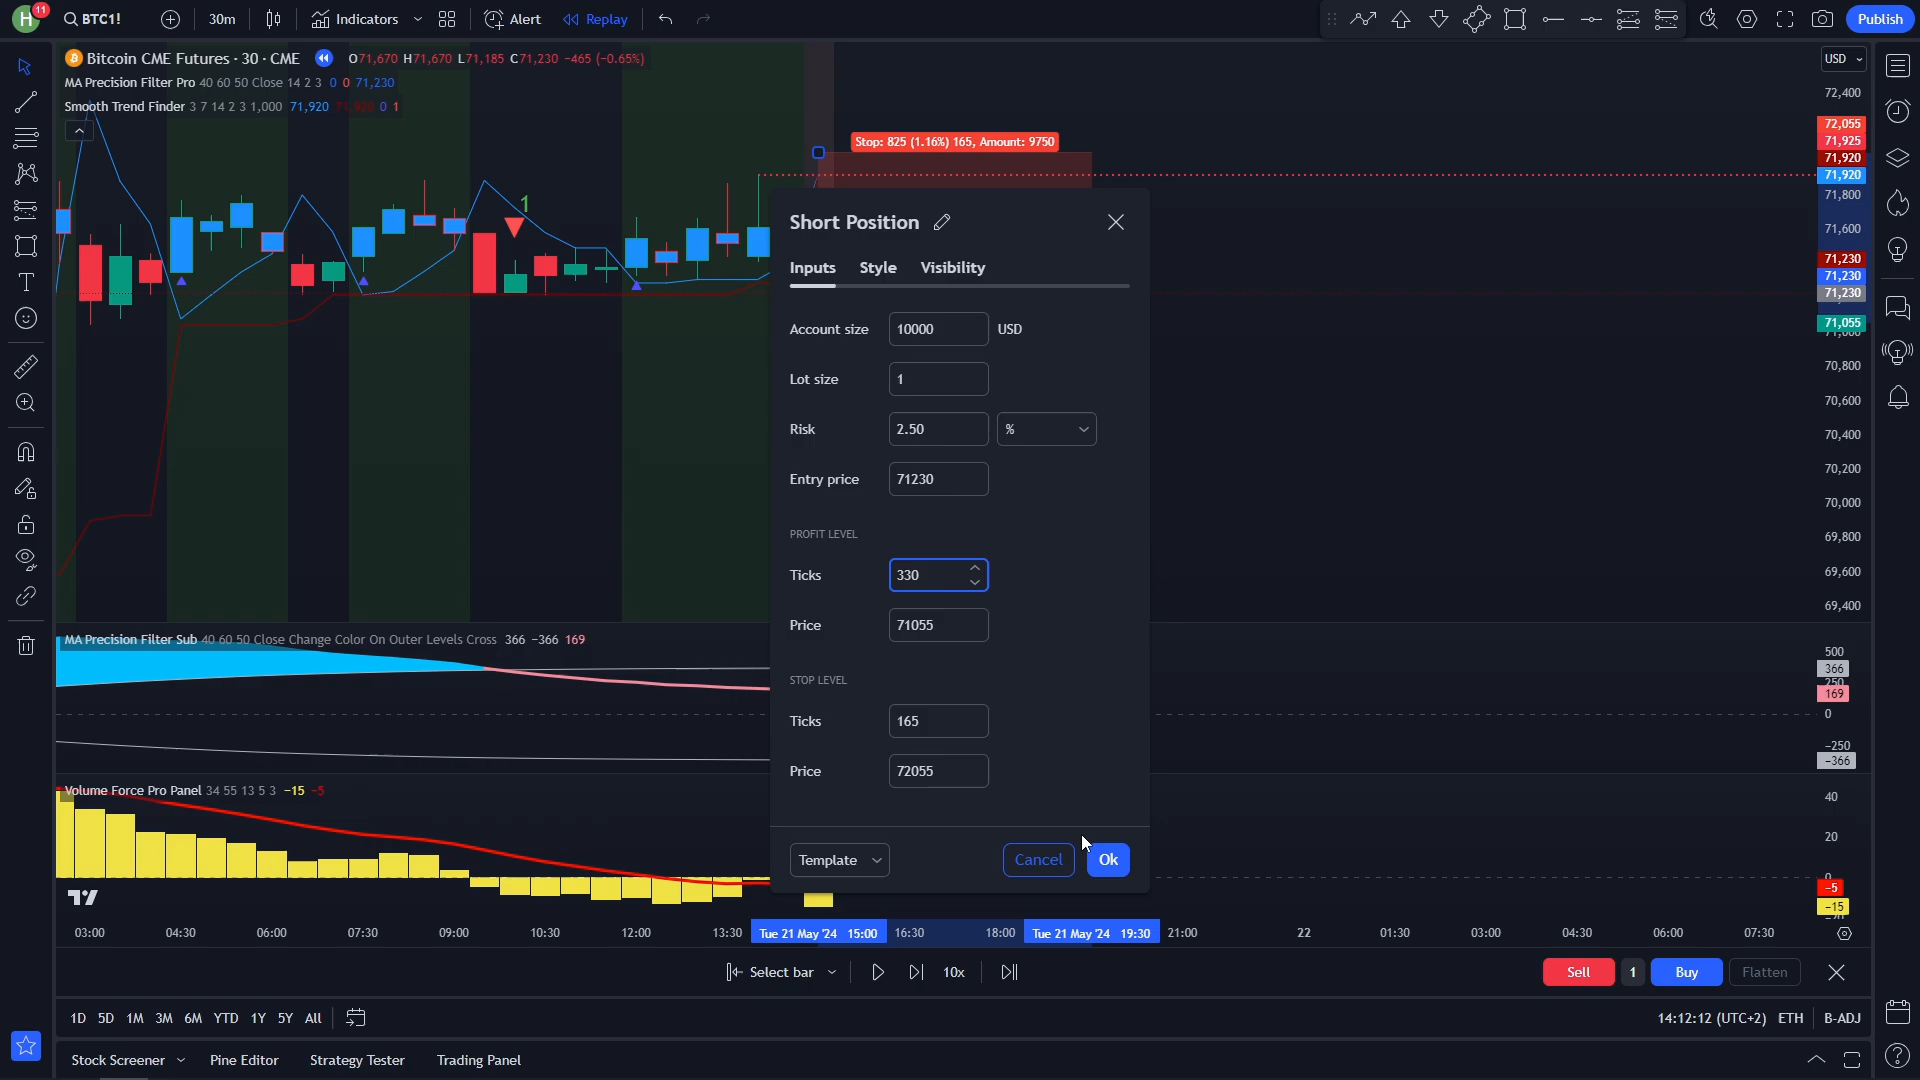 H 11 BTC1! 30m Indicators Alert Replay Publish
Bitcoin CME Futures · 30 · CME O71,670 H71,670 L71,185 C71,230 −465 (−0.65%)
MA Precision Filter Pro 40 60 50 Close 14 2 3 0 0 71,230
Smooth Trend Finder 3 7 14 2 3 1,000 71,920 71,920 0 1
USD
72,400
72,055
71,925
71,920
71,920
71,800
71,600
71,230
71,230
71,230
71,055
70,800
70,600
70,400
70,200
70,000
69,800
69,600
69,400
Stop: 825 (1.16%) 165, Amount: 9750
1
Short Position
Inputs Style Visibility
Account size 10000 USD
Lot size 1
Risk 2.50 %
Entry price 71230
PROFIT LEVEL
Ticks 330
Price 71055
STOP LEVEL
Ticks 165
Price 72055
Template Cancel Ok
MA Precision Filter Sub 40 60 50 Close Change Color On Outer Levels Cross 366 −366 169
500
366
250
169
0
−250
−366
Volume Force Pro Panel 34 55 13 5 3 −15 −5
40
20
0
−5
−15
03:00 04:30 06:00 07:30 09:00 10:30 12:00 13:30 Tue 21 May '24 15:00 16:30 18:00 Tue 21 May '24 19:30 21:00 22 01:30 03:00 04:30 06:00 07:30
Select bar 10x Sell 1 Buy Flatten
1D 5D 1M 3M 6M YTD 1Y 5Y All 14:12:12 (UTC+2) ETH B-ADJ
Stock Screener Pine Editor Strategy Tester Trading Panel